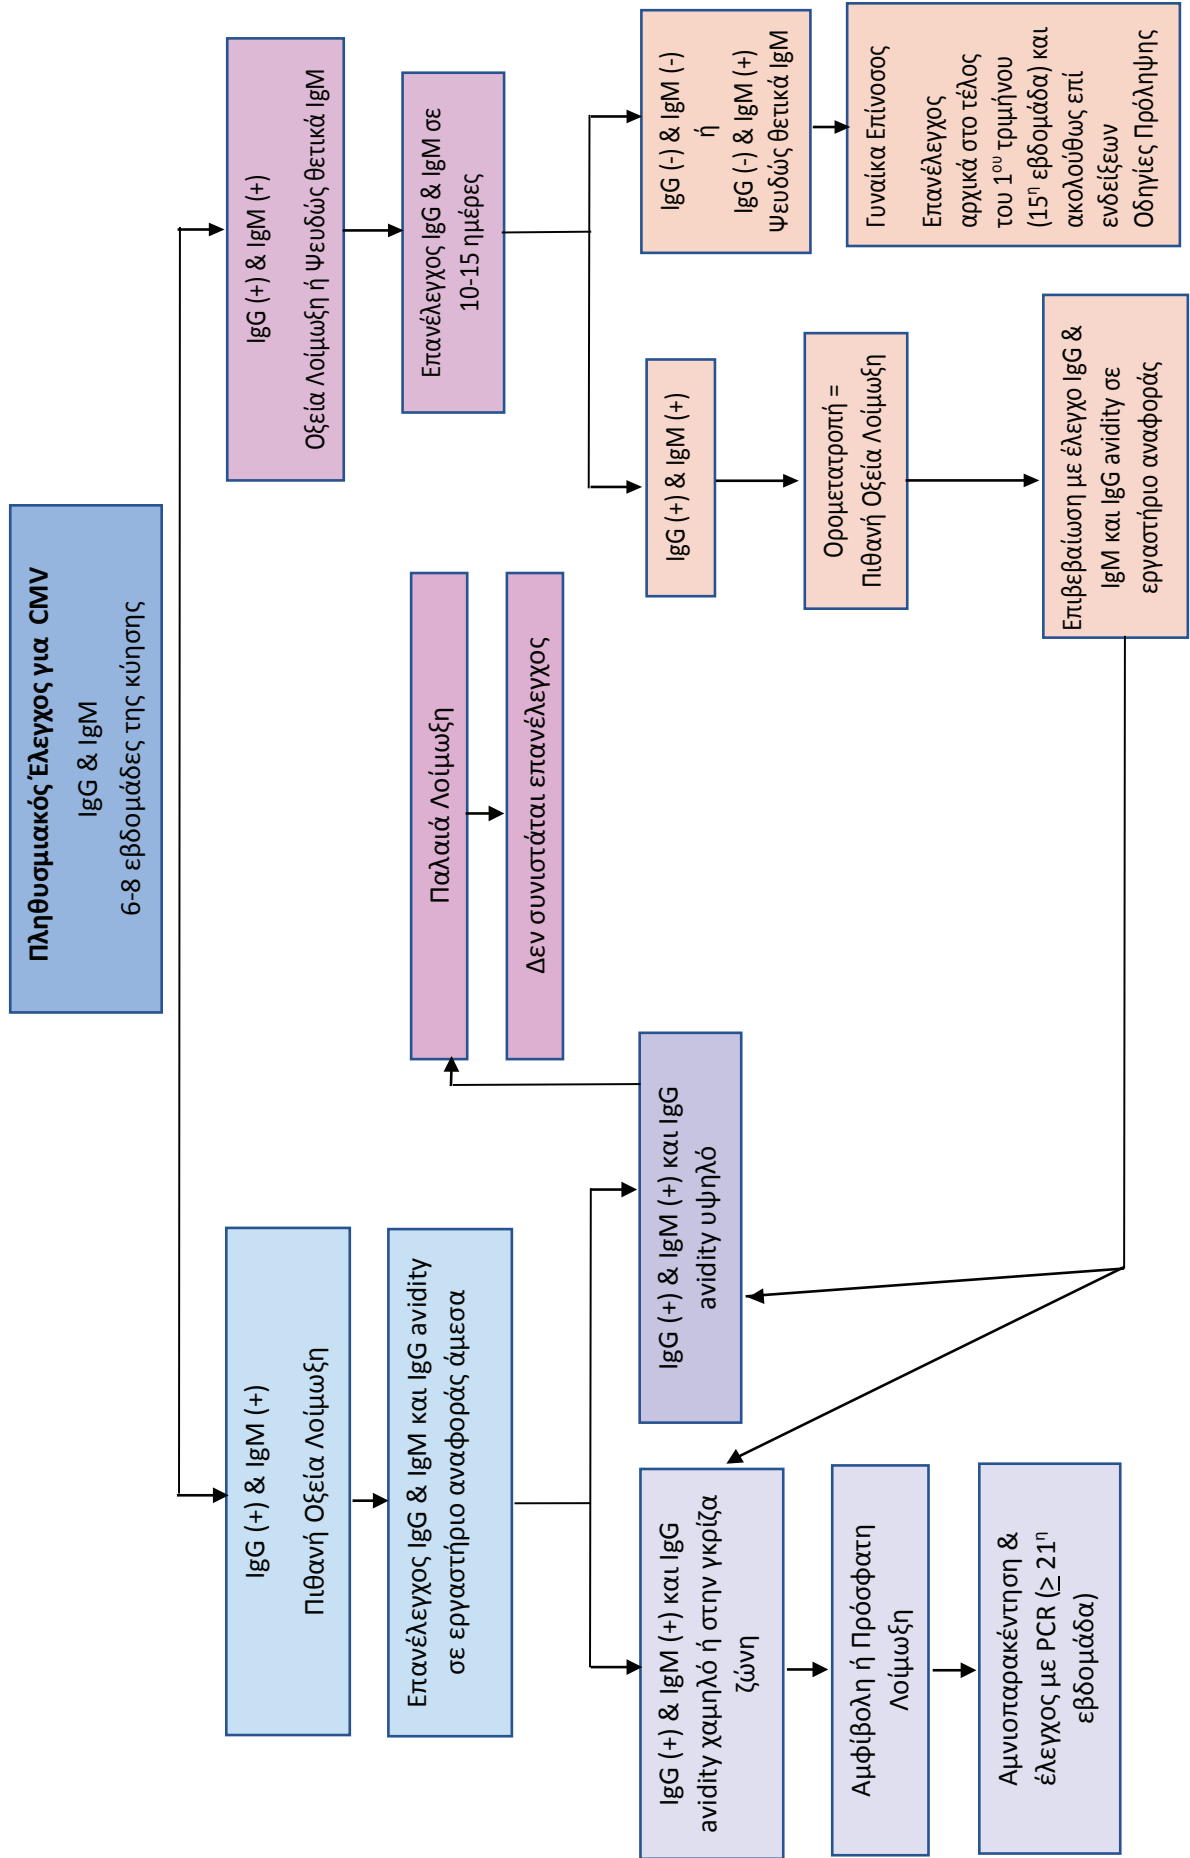 Πληθυσμιακός Έλεγχος για CMV
IgG & IgM
6-8 εβδομάδες της κύησης
IgG (+) & IgM (+)
Πιθανή Οξεία Λοίμωξη
Επανέλεγχος IgG & IgM και IgG avidity
σε εργαστήριο αναφοράς άμεσα
IgG (+) & IgM (+) και IgG
avidity χαμηλό ή στην γκρίζα
ζώνη
Αμφίβολη ή Πρόσφατη
Λοίμωξη
Αμνιοπαρακέντηση &
έλεγχος με PCR (≥ 21η
εβδομάδα)
IgG (+) & IgM (+) και IgG
avidity υψηλό
Παλαιά Λοίμωξη
Δεν συνιστάται επανέλεγχος
IgG (+) & IgM (+)
Οξεία Λοίμωξη ή Ψευδώς θετικά IgM
Επανέλεγχος IgG & IgM σε
10-15 ημέρες
IgG (+) & IgM (+)
Ορομετατροπή =
Πιθανή Οξεία Λοίμωξη
Επιβεβαίωση με έλεγχο IgG &
IgM και IgG avidity σε
εργαστήριο αναφοράς
IgG (-) & IgM (-)
ή
IgG (-) & IgM (+)
Ψευδώς θετικά IgM
Γυναίκα Επίνοσος
Επανέλεγχος
αρχικά στο τέλος
του 1ου τριμήνου
(15η εβδομάδα) και
ακολούθως επί
ενδείξεων
Οδηγίες Πρόληψης